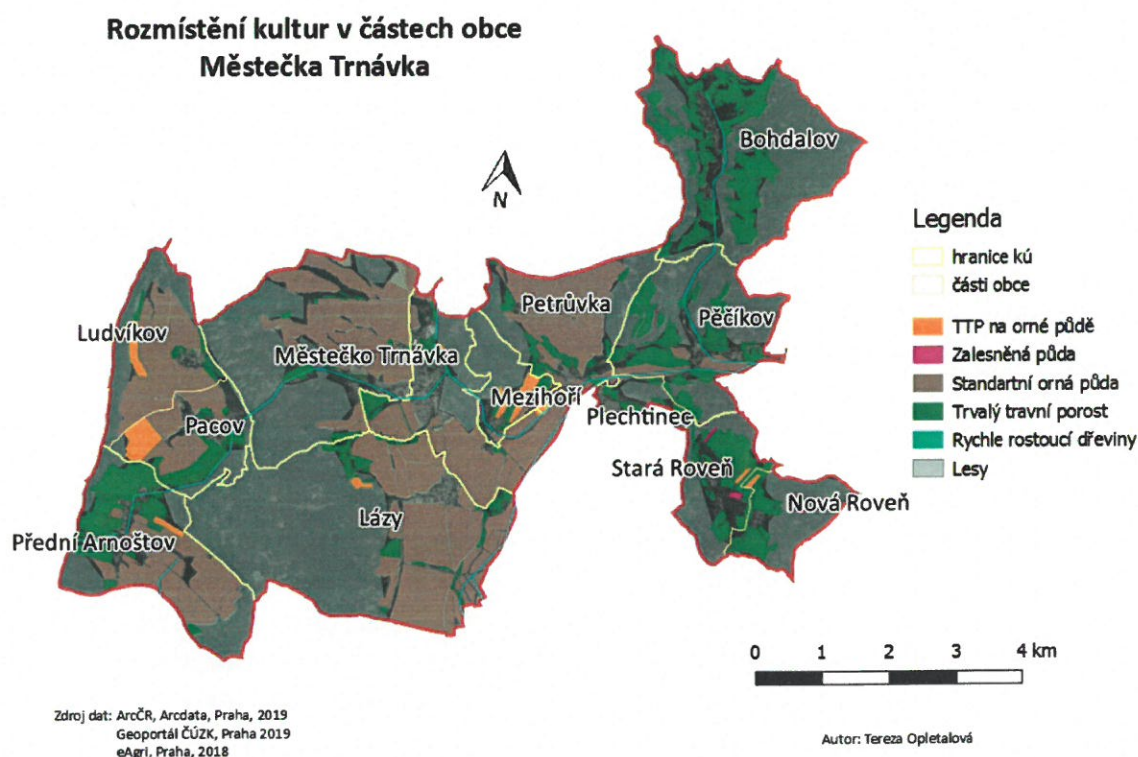 Rozmístění kultur v částech obce
Městečka Trnávka
N
Bohdalov
Petrůvka
Pěčíkov
Ludvíkov
Městečko Trnávka
Mezihoří
Plechtinec
Pacov
Stará Roveň
Nová Roveň
Lázy
Přední Arnoštov
Legenda
hranice kú
části obce
TTP na orné půdě
Zalesněná půda
Standartní orná půda
Trvalý travní porost
Rychle rostoucí dřeviny
Lesy
0 1 2 3 4 km
Zdroj dat: ArcČR, Arcdata, Praha, 2019
Geoportál ČÚZK, Praha 2019
eAgri, Praha, 2018
Autor: Tereza Opletalová